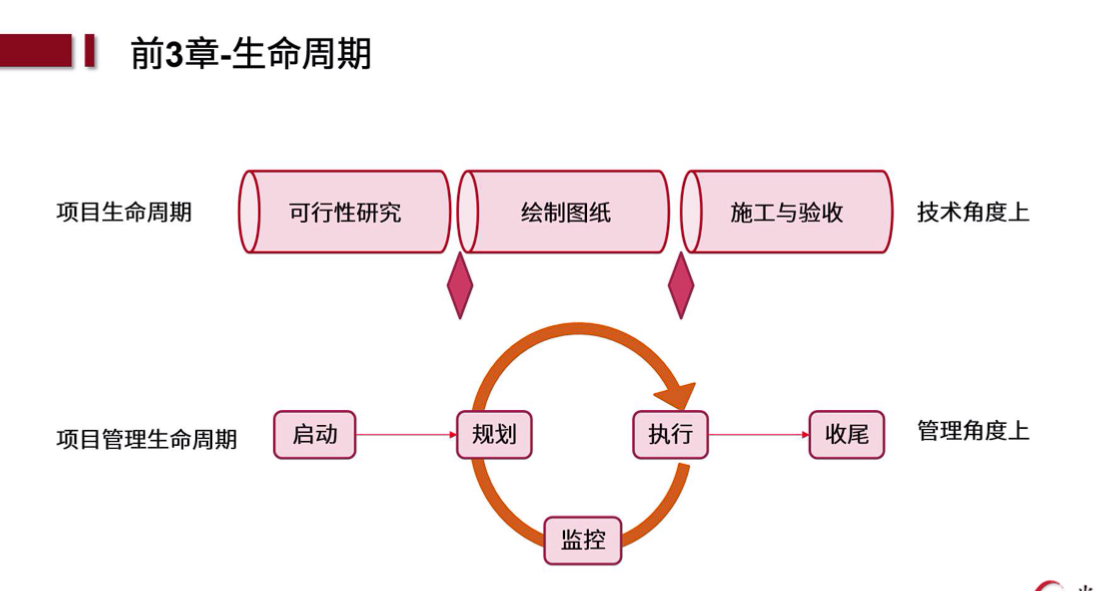 前3章-生命周期
项目生命周期
可行性研究
绘制图纸
施工与验收
技术角度上
项目管理生命周期
启动
规划
执行
收尾
管理角度上
监控